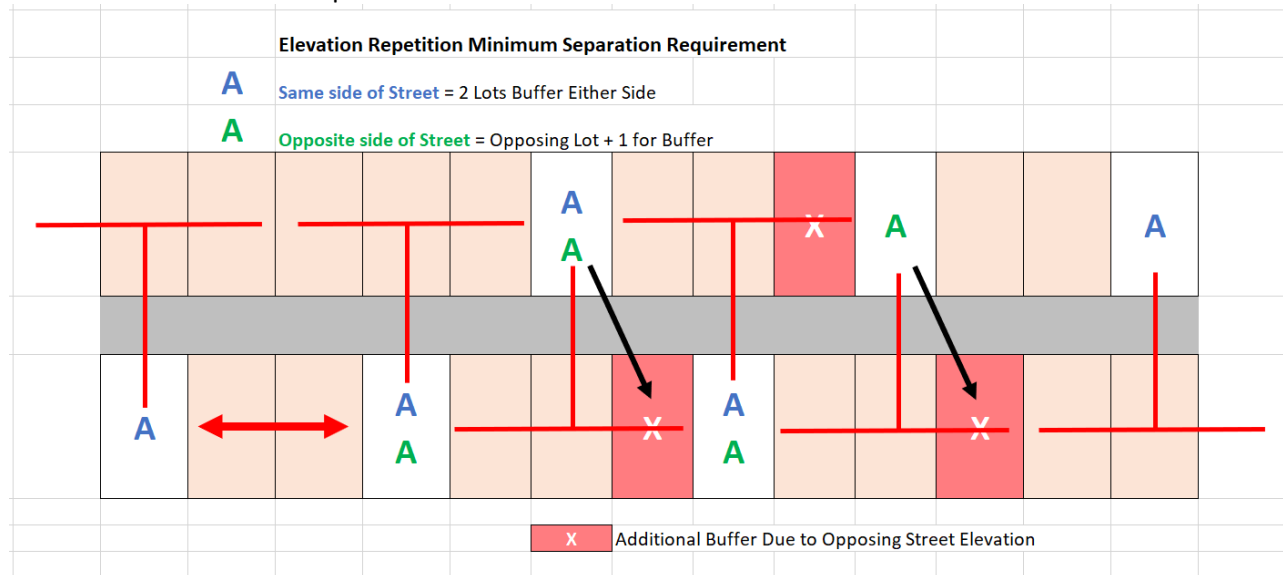 Elevation Repetition Minimum Separation Requirement
A Same side of Street = 2 Lots Buffer Either Side
A Opposite side of Street = Opposing Lot + 1 for Buffer
A
A
X
A
A
A
A
A
X
A
A
X
X Additional Buffer Due to Opposing Street Elevation